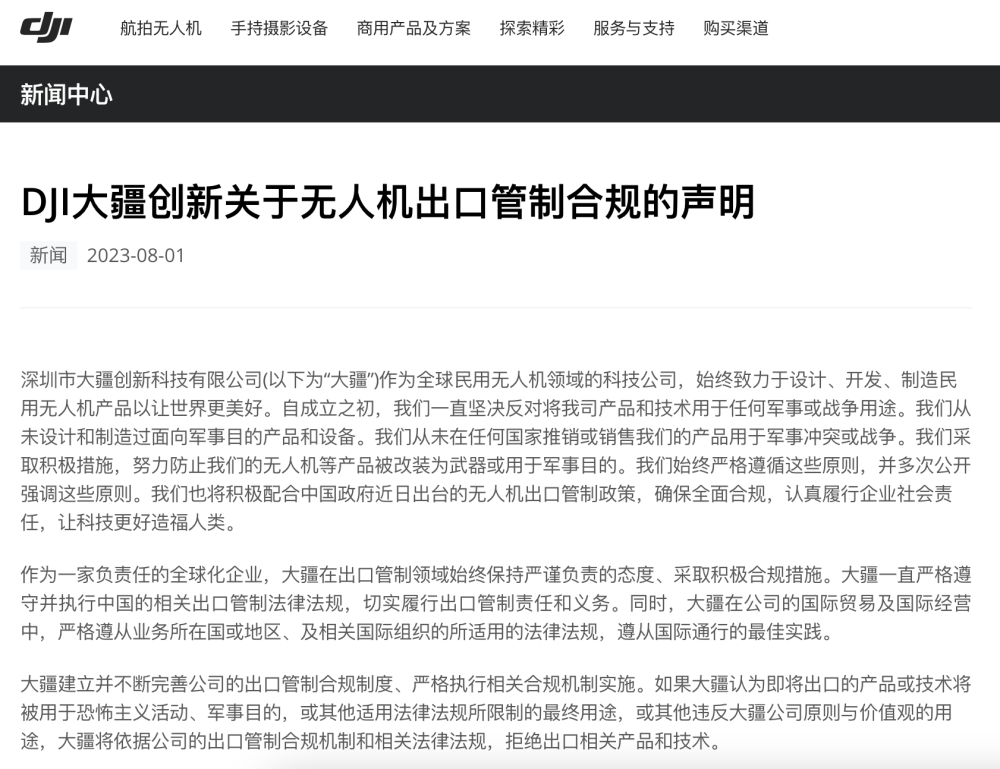 dji 航拍无人机 手持摄影设备 商用产品及方案 探索精彩 服务与支持 购买渠道
新闻中心
DJI大疆创新关于无人机出口管制合规的声明
新闻 2023-08-01
深圳市大疆创新科技有限公司(以下为“大疆”)作为全球民用无人机领域的科技公司，始终致力于设计、开发、制造民
用无人机产品以让世界更美好。自成立之初，我们一直坚决反对将我司产品和技术用于任何军事或战争用途。我们从
未设计和制造过面向军事目的产品和设备。我们从未在任何国家推销或销售我们的产品用于军事冲突或战争。我们采
取积极措施，努力防止我们的无人机等产品被改装为武器或用于军事目的。我们始终严格遵循这些原则，并多次公开
强调这些原则。我们也将积极配合中国政府近日出台的无人机出口管制政策，确保全面合规，认真履行企业社会责
任，让科技更好造福人类。
作为一家负责任的全球化企业，大疆在出口管制领域始终保持严谨负责的态度、采取积极合规措施。大疆一直严格遵
守并执行中国的相关出口管制法律法规，切实履行出口管制责任和义务。同时，大疆在公司的国际贸易及国际经营
中，严格遵从业务所在国或地区、及相关国际组织的所适用的法律法规，遵从国际通行的最佳实践。
大疆建立并不断完善公司的出口管制合规制度、严格执行相关合规机制实施。如果大疆认为即将出口的产品或技术将
被用于恐怖主义活动、军事目的，或其他适用法律法规所限制的最终用途，或其他违反大疆公司原则与价值观的用
途，大疆将依据公司的出口管制合规机制和相关法律法规，拒绝出口相关产品和技术。